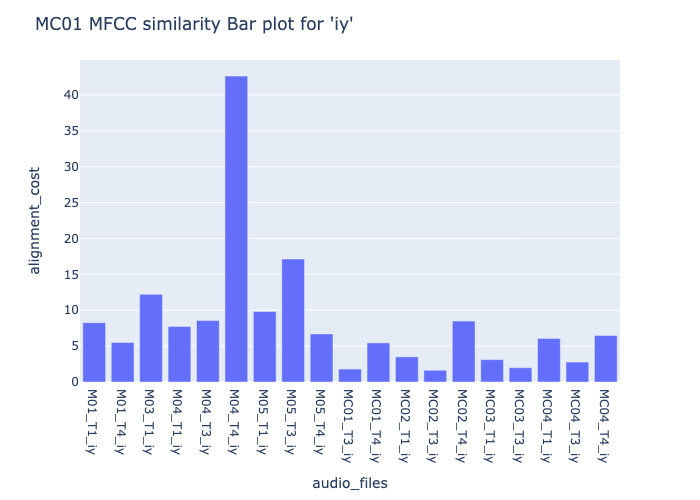 MC01 MFCC similarity Bar plot for 'iy'
alignment_cost
40
35
30
25
20
15
10
5
0
M01_T1_iy
M01_T4_iy
M03_T1_iy
M04_T1_iy
M04_T3_iy
M04_T4_iy
M05_T1_iy
M05_T3_iy
M05_T4_iy
MC01_T3_iy
MC01_T4_iy
MC02_T1_iy
MC02_T3_iy
MC02_T4_iy
MC03_T1_iy
MC03_T3_iy
MC04_T1_iy
MC04_T3_iy
MC04_T4_iy
audio_files